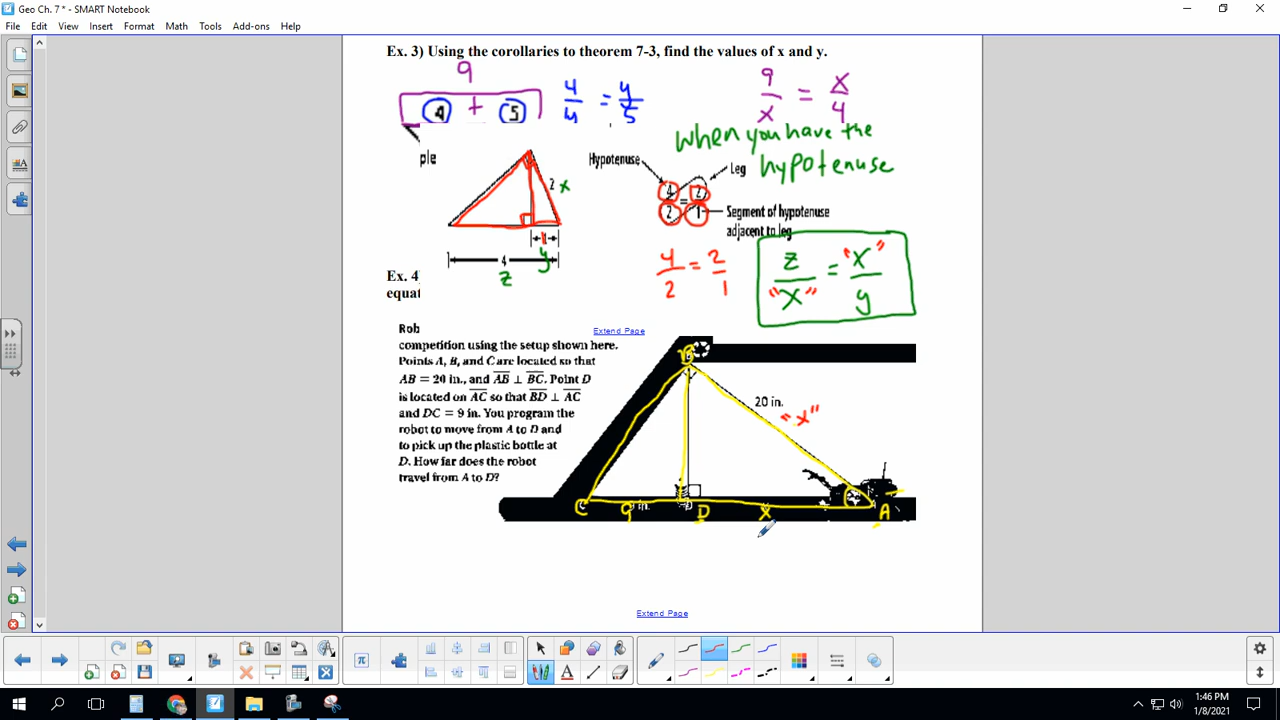 Geo Ch. 7 * - SMART Notebook
File Edit View Insert Format Math Tools Add-ons Help
Ex. 3) Using the corollaries to theorem 7-3, find the values of x and y.
9
4 + 5
4/4 = y/5
9/x = x/4
When you have the
hypotenuse
ple
Hypotenuse
Leg
2 x
4/2 = 2/1
Segment of hypotenuse
adjacent to leg
1
4
y
z
4/2 = 2/1
z/"x" = "x"/y
Ex. 4
equat
Rob
Extend Page
competition using the setup shown here.
Points A, B, and C are located so that
AB = 20 in., and AB ⊥ BC. Point D
is located on AC so that BD ⊥ AC
and DC = 9 in. You program the
robot to move from A to D and
to pick up the plastic bottle at
D. How far does the robot
travel from A to D?
B
20 in.
"x"
C 9 in. D x A
Extend Page
1:46 PM
1/8/2021